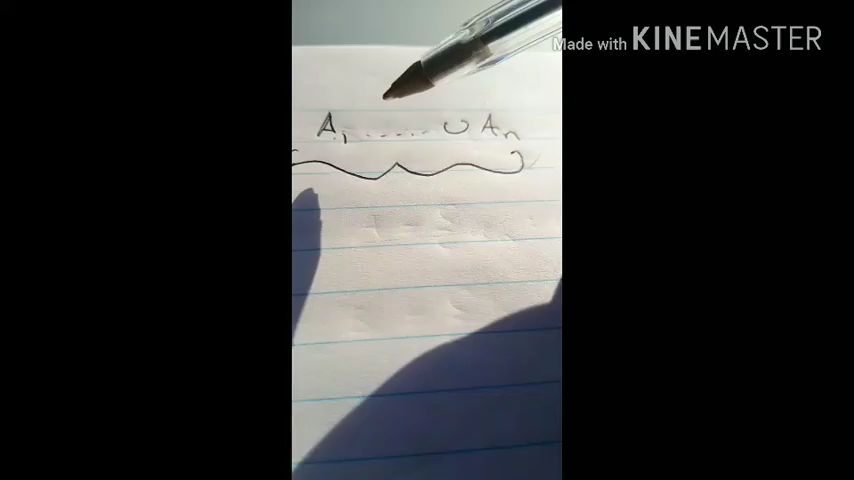 Made with KINEMASTER
A₁ ...... ∪ Aₙ